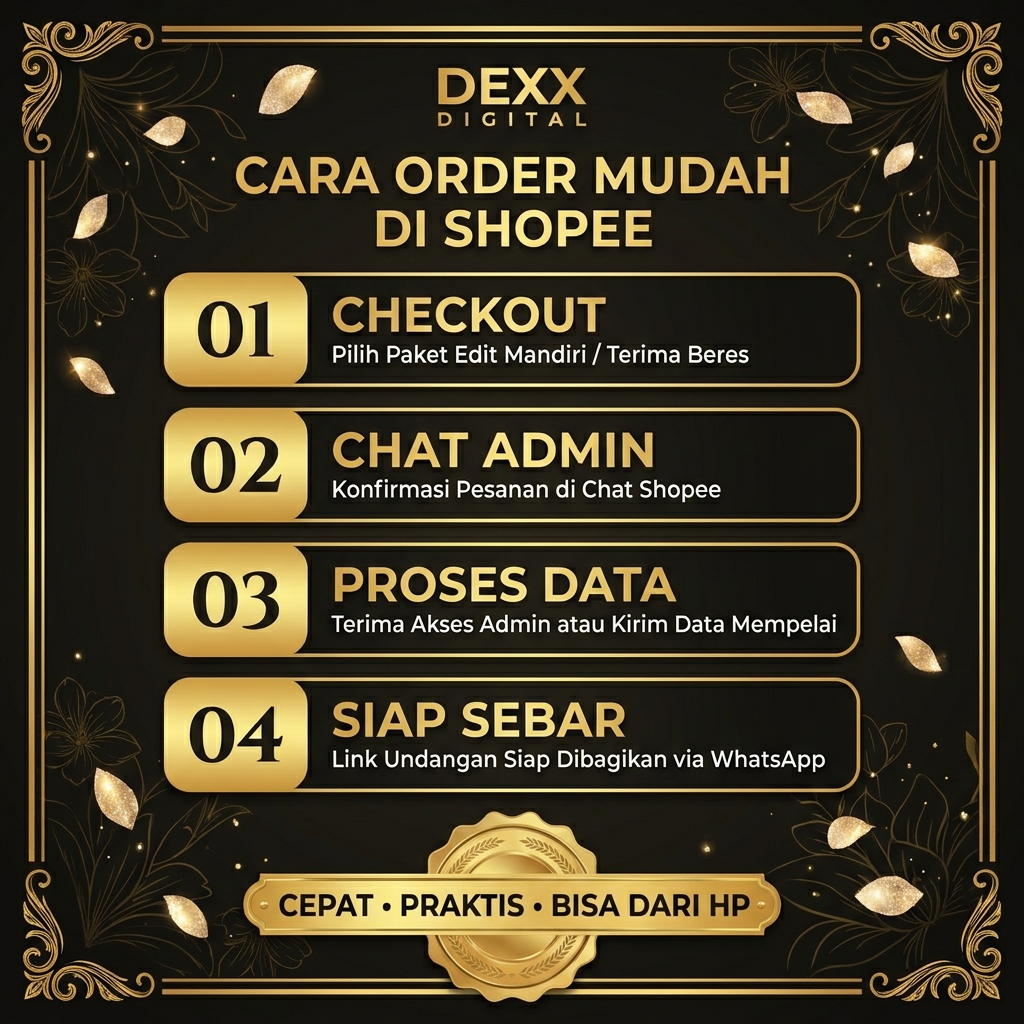 DEXX
DIGITAL
CARA ORDER MUDAH
DI SHOPEE
01
CHECKOUT
Pilih Paket Edit Mandiri / Terima Beres
02
CHAT ADMIN
Konfirmasi Pesanan di Chat Shopee
03
PROSES DATA
Terima Akses Admin atau Kirim Data Mempelai
04
SIAP SEBAR
Link Undangan Siap Dibagikan via WhatsApp
CEPAT • PRAKTIS • BISA DARI HP